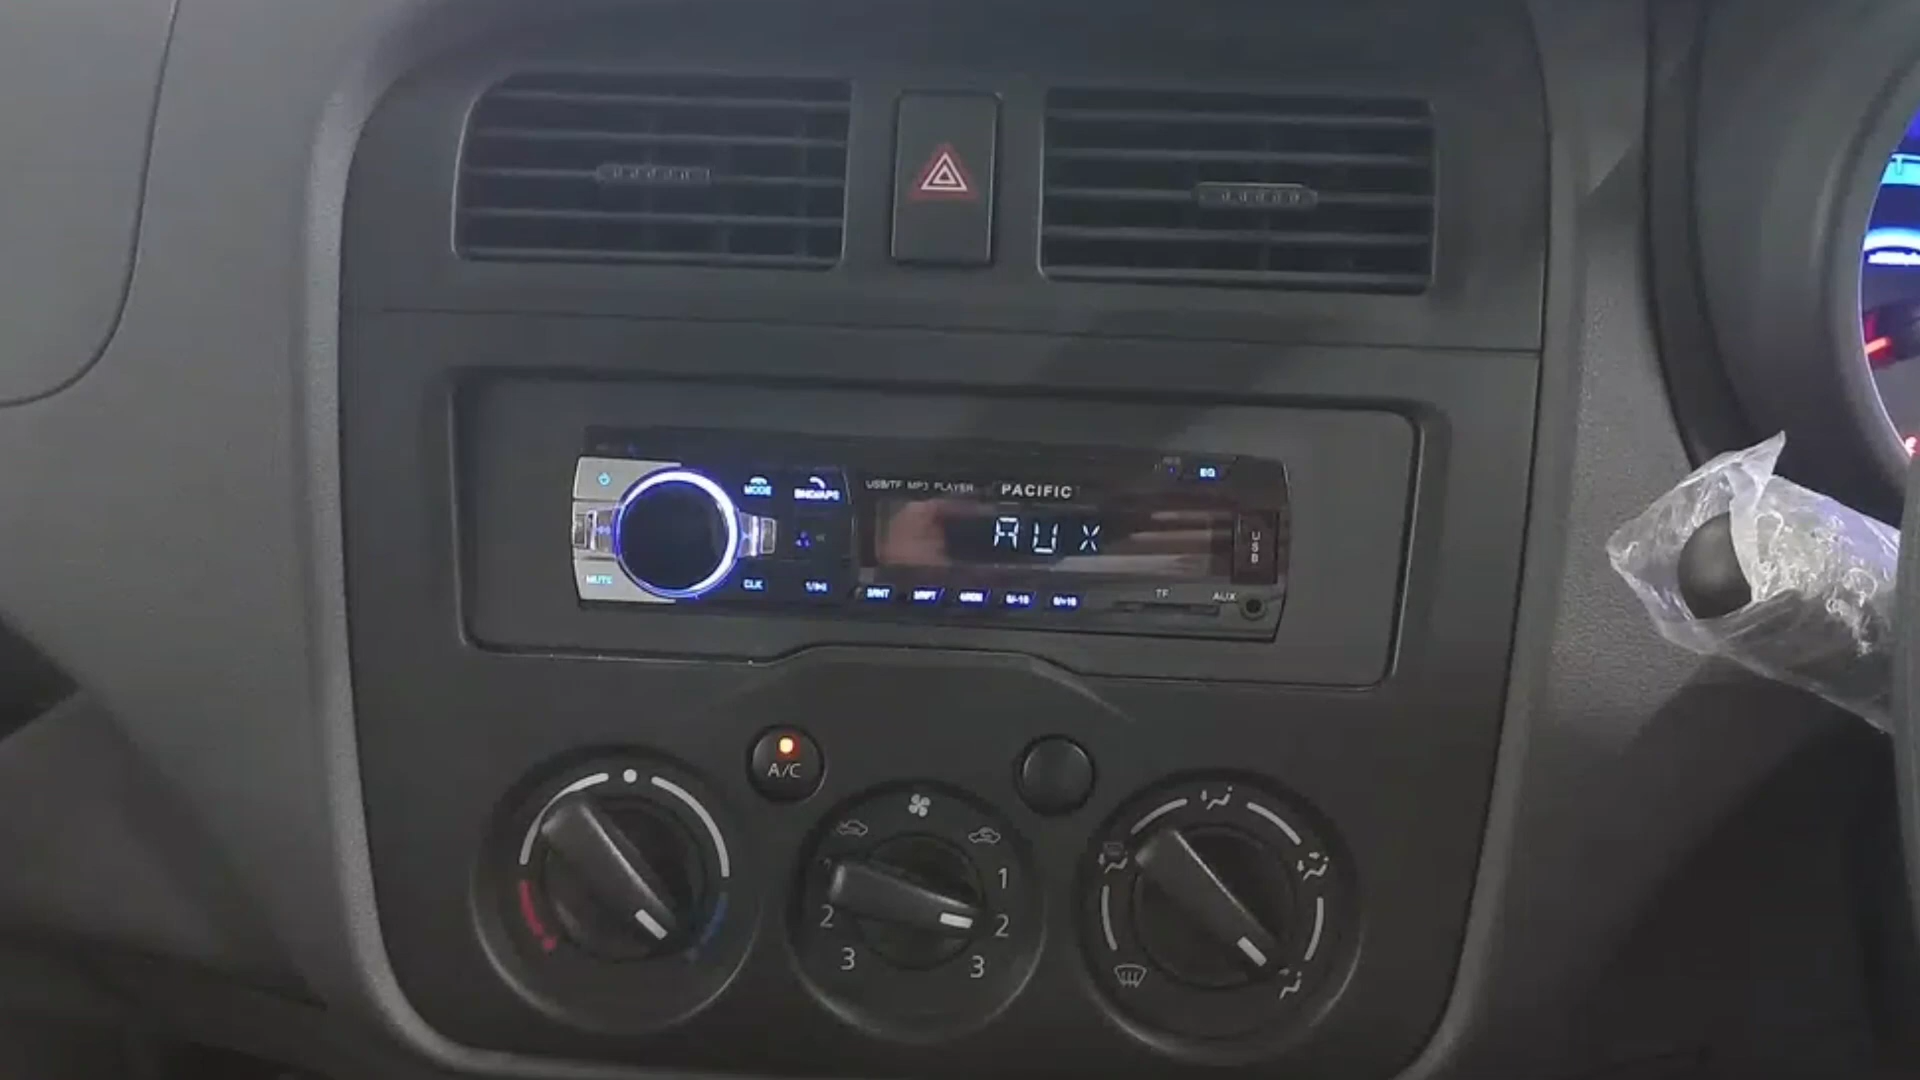 MODE
BND/APS
USB/TF MP3 PLAYER PACIFIC
EQ
AUX
USB
MUTE
CLK
TF
AUX
A/C
1
2
2
3
3